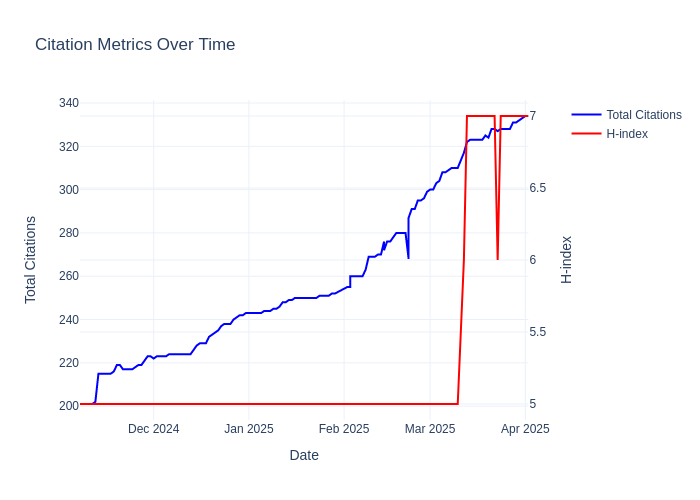 Citation Metrics Over Time
340
320
300
280
260
240
220
200
7
6.5
6
5.5
5
Total Citations
H-index
Total Citations
H-index
Dec 2024
Jan 2025
Feb 2025
Mar 2025
Apr 2025
Date